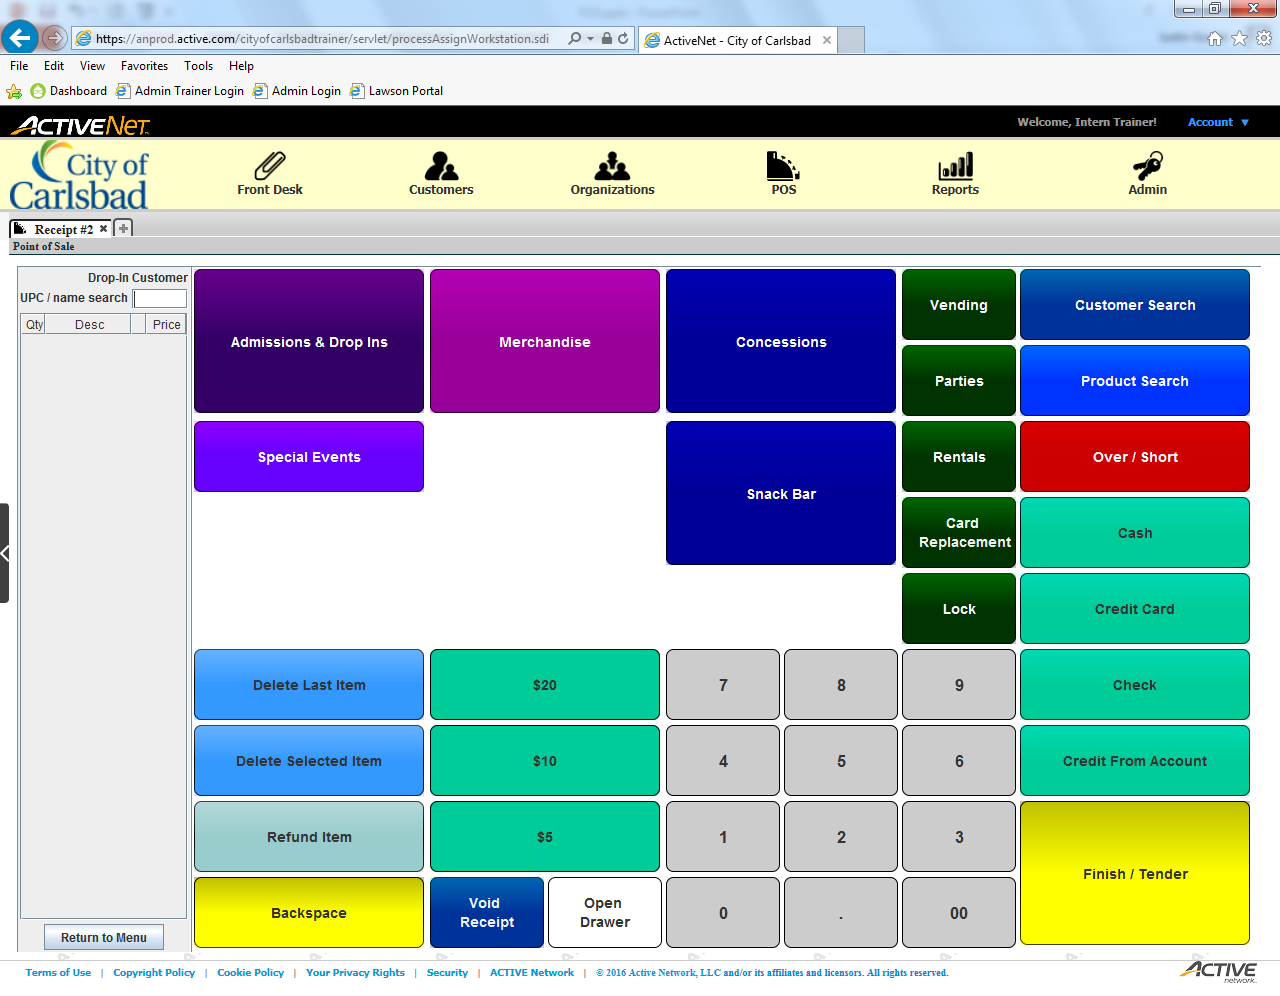 https://anprod.active.com/cityofcarlsbadtrainer/servlet/processAssignWorkstation.sdi
ActiveNet - City of Carlsbad
File Edit View Favorites Tools Help
Dashboard Admin Trainer Login Admin Login Lawson Portal
ACTIVENET
Welcome, Intern Trainer! Account
City of
Carlsbad
Front Desk Customers Organizations POS Reports Admin
Receipt #2
Point of Sale
Drop-In Customer
UPC / name search
Qty Desc Price
Return to Menu
Admissions & Drop Ins
Merchandise
Concessions
Vending
Customer Search
Parties
Product Search
Special Events
Snack Bar
Rentals
Over / Short
Card
Replacement
Cash
Lock
Credit Card
Delete Last Item
$20
7
8
9
Check
Delete Selected Item
$10
4
5
6
Credit From Account
Refund Item
$5
1
2
3
Finish / Tender
Backspace
Void
Receipt
Open
Drawer
0
.
00
Terms of Use | Copyright Policy | Cookie Policy | Your Privacy Rights | Security | ACTIVE Network | © 2016 Active Network, LLC and/or its affiliates and licensors. All rights reserved.
ACTIVE
network